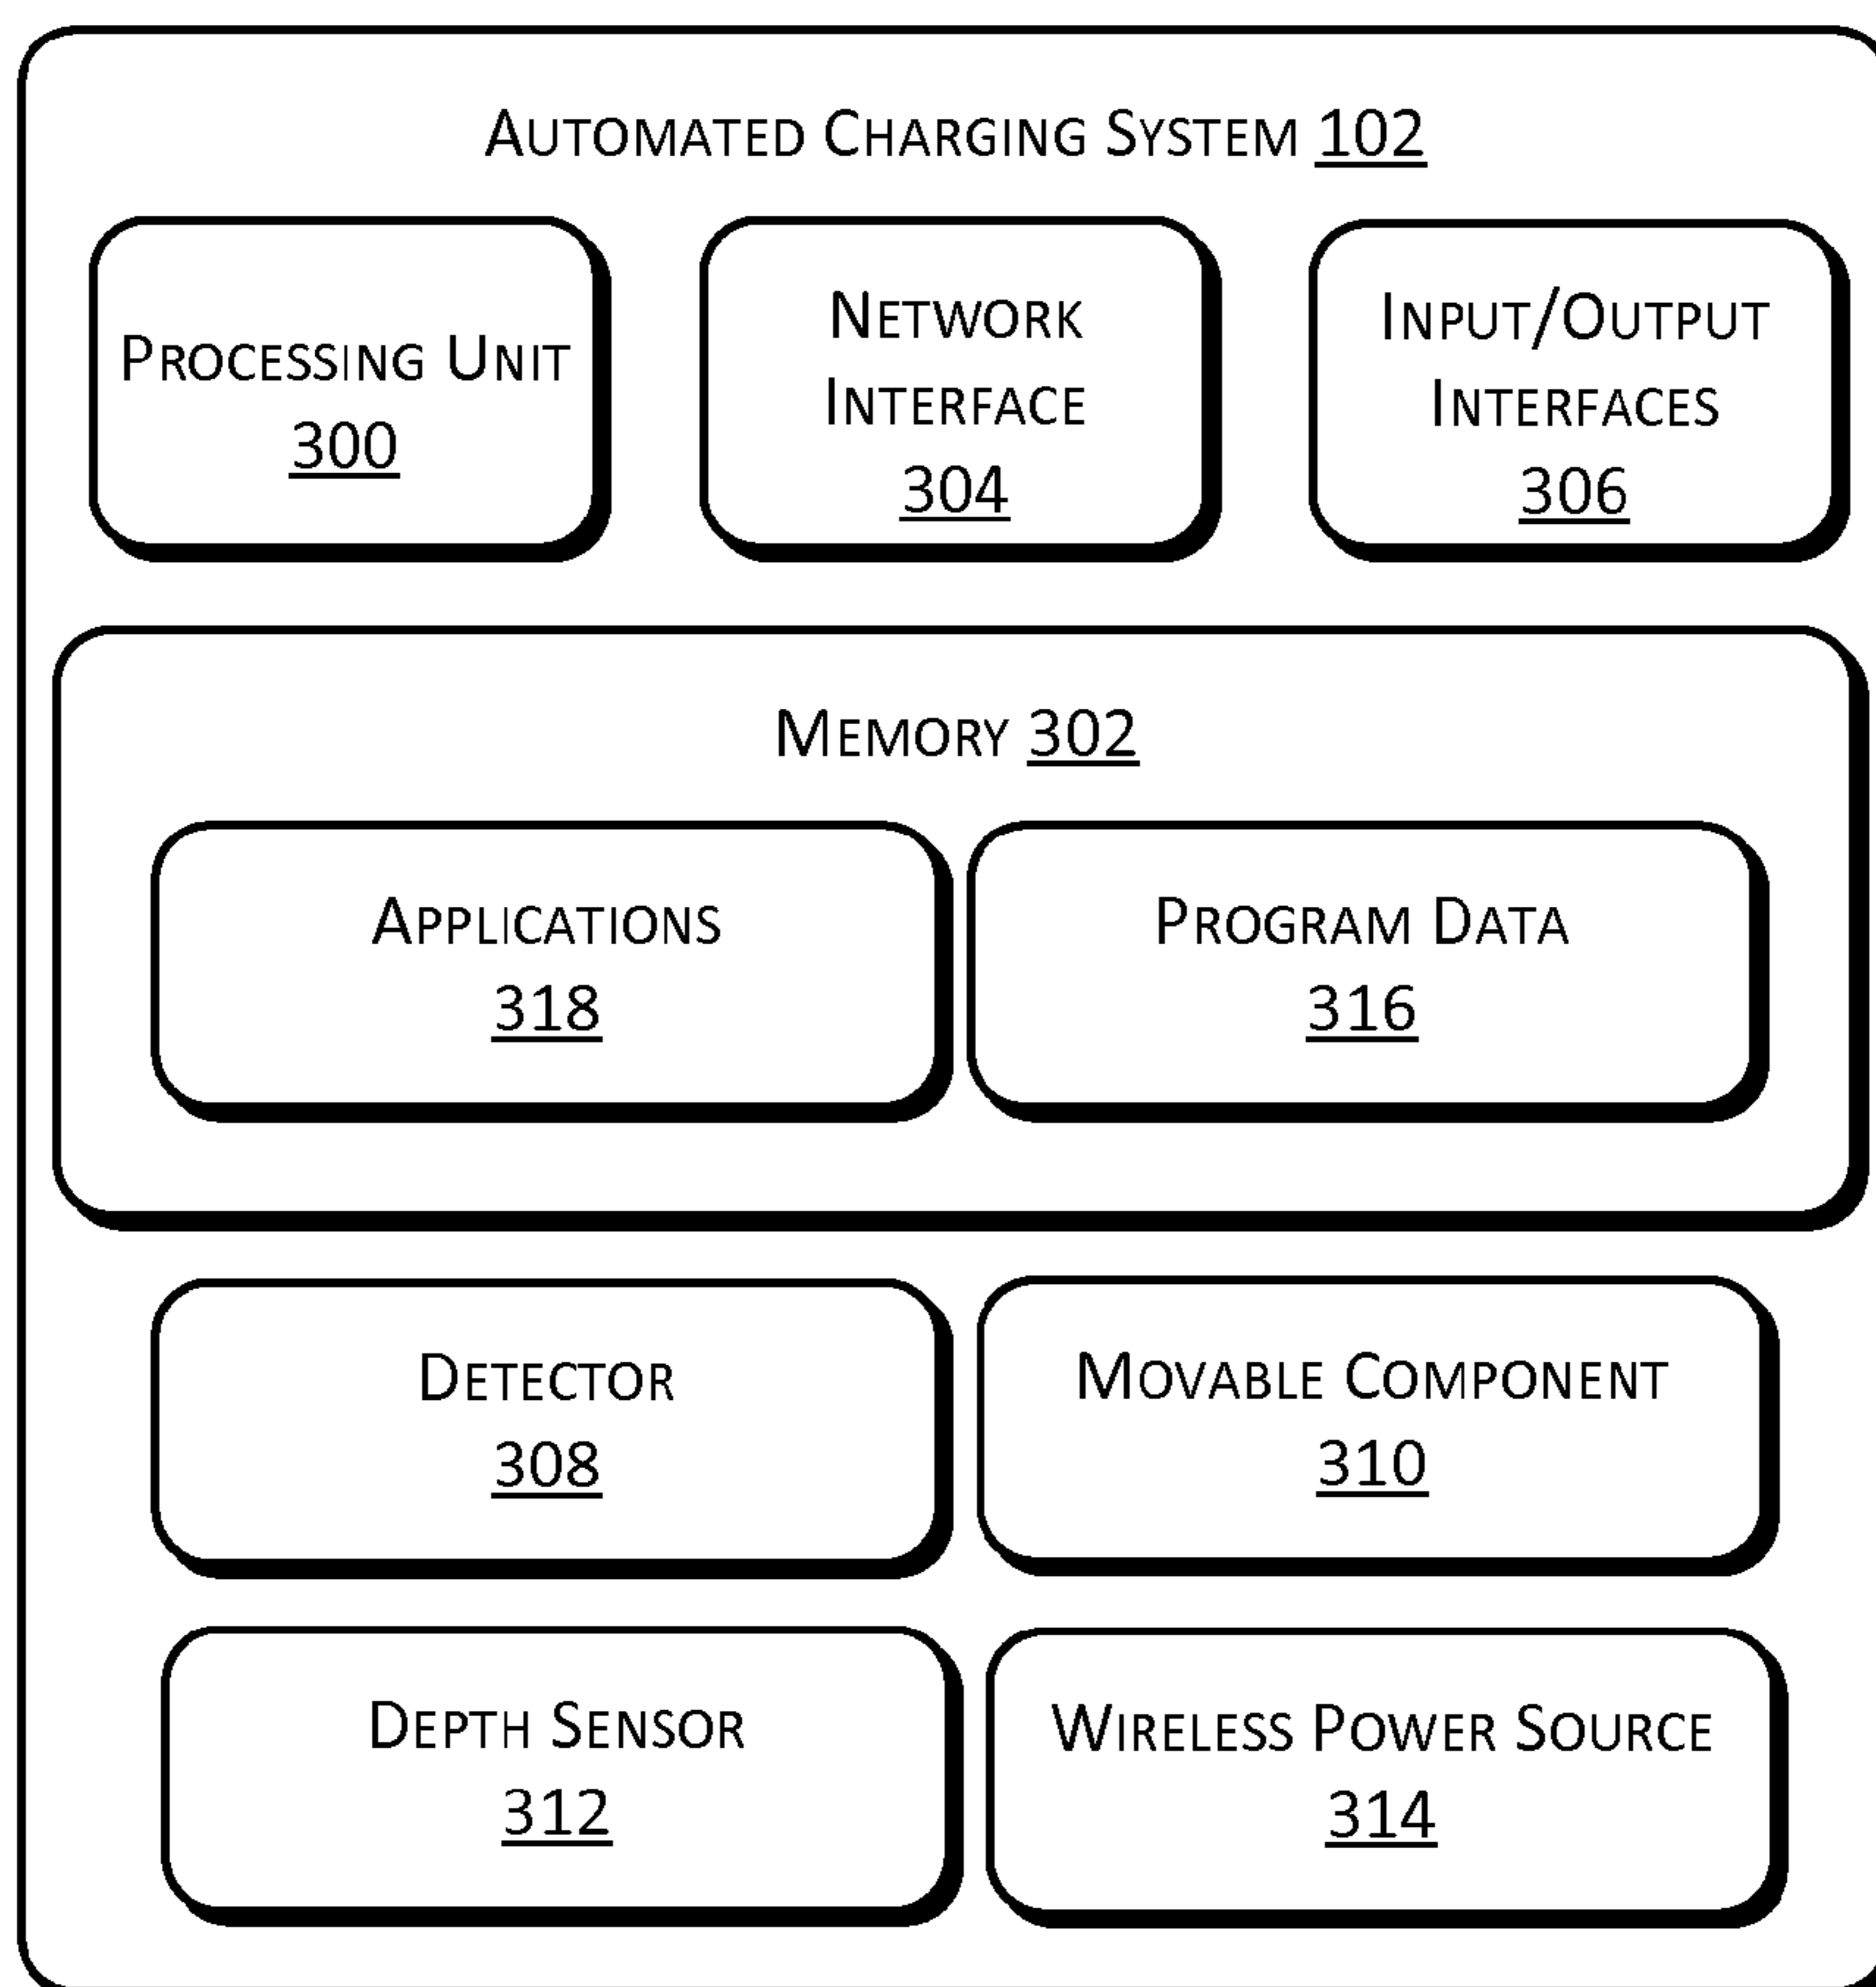 AUTOMATED CHARGING SYSTEM 102
PROCESSING UNIT
300
NETWORK
INTERFACE
304
INPUT/OUTPUT
INTERFACES
306
MEMORY 302
APPLICATIONS
318
PROGRAM DATA
316
DETECTOR
308
MOVABLE COMPONENT
310
DEPTH SENSOR
312
WIRELESS POWER SOURCE
314